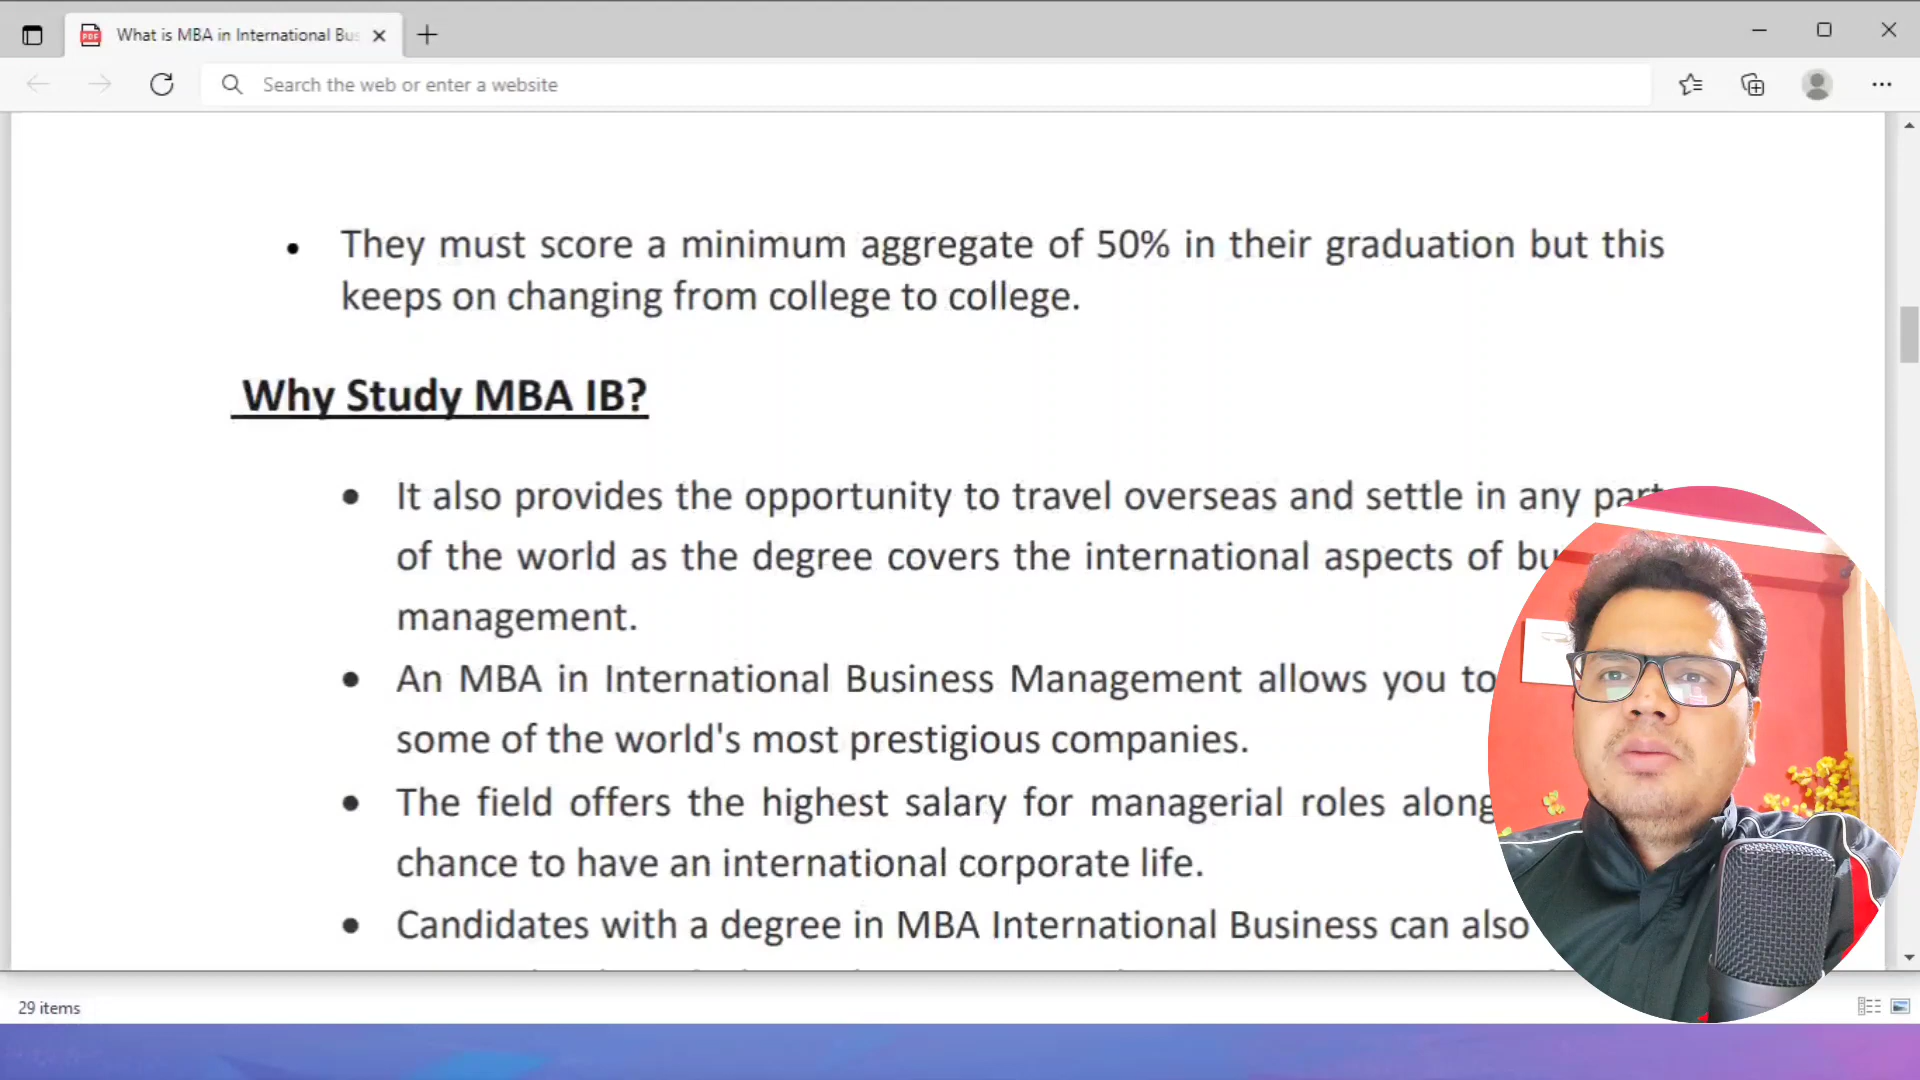 What is MBA in International Bus
Search the web or enter a website
• They must score a minimum aggregate of 50% in their graduation but this
keeps on changing from college to college.
Why Study MBA IB?
• It also provides the opportunity to travel overseas and settle in any part
of the world as the degree covers the international aspects of
management.
• An MBA in International Business Management allows you to
some of the world's most prestigious companies.
• The field offers the highest salary for managerial roles along
chance to have an international corporate life.
• Candidates with a degree in MBA International Business can also
29 items